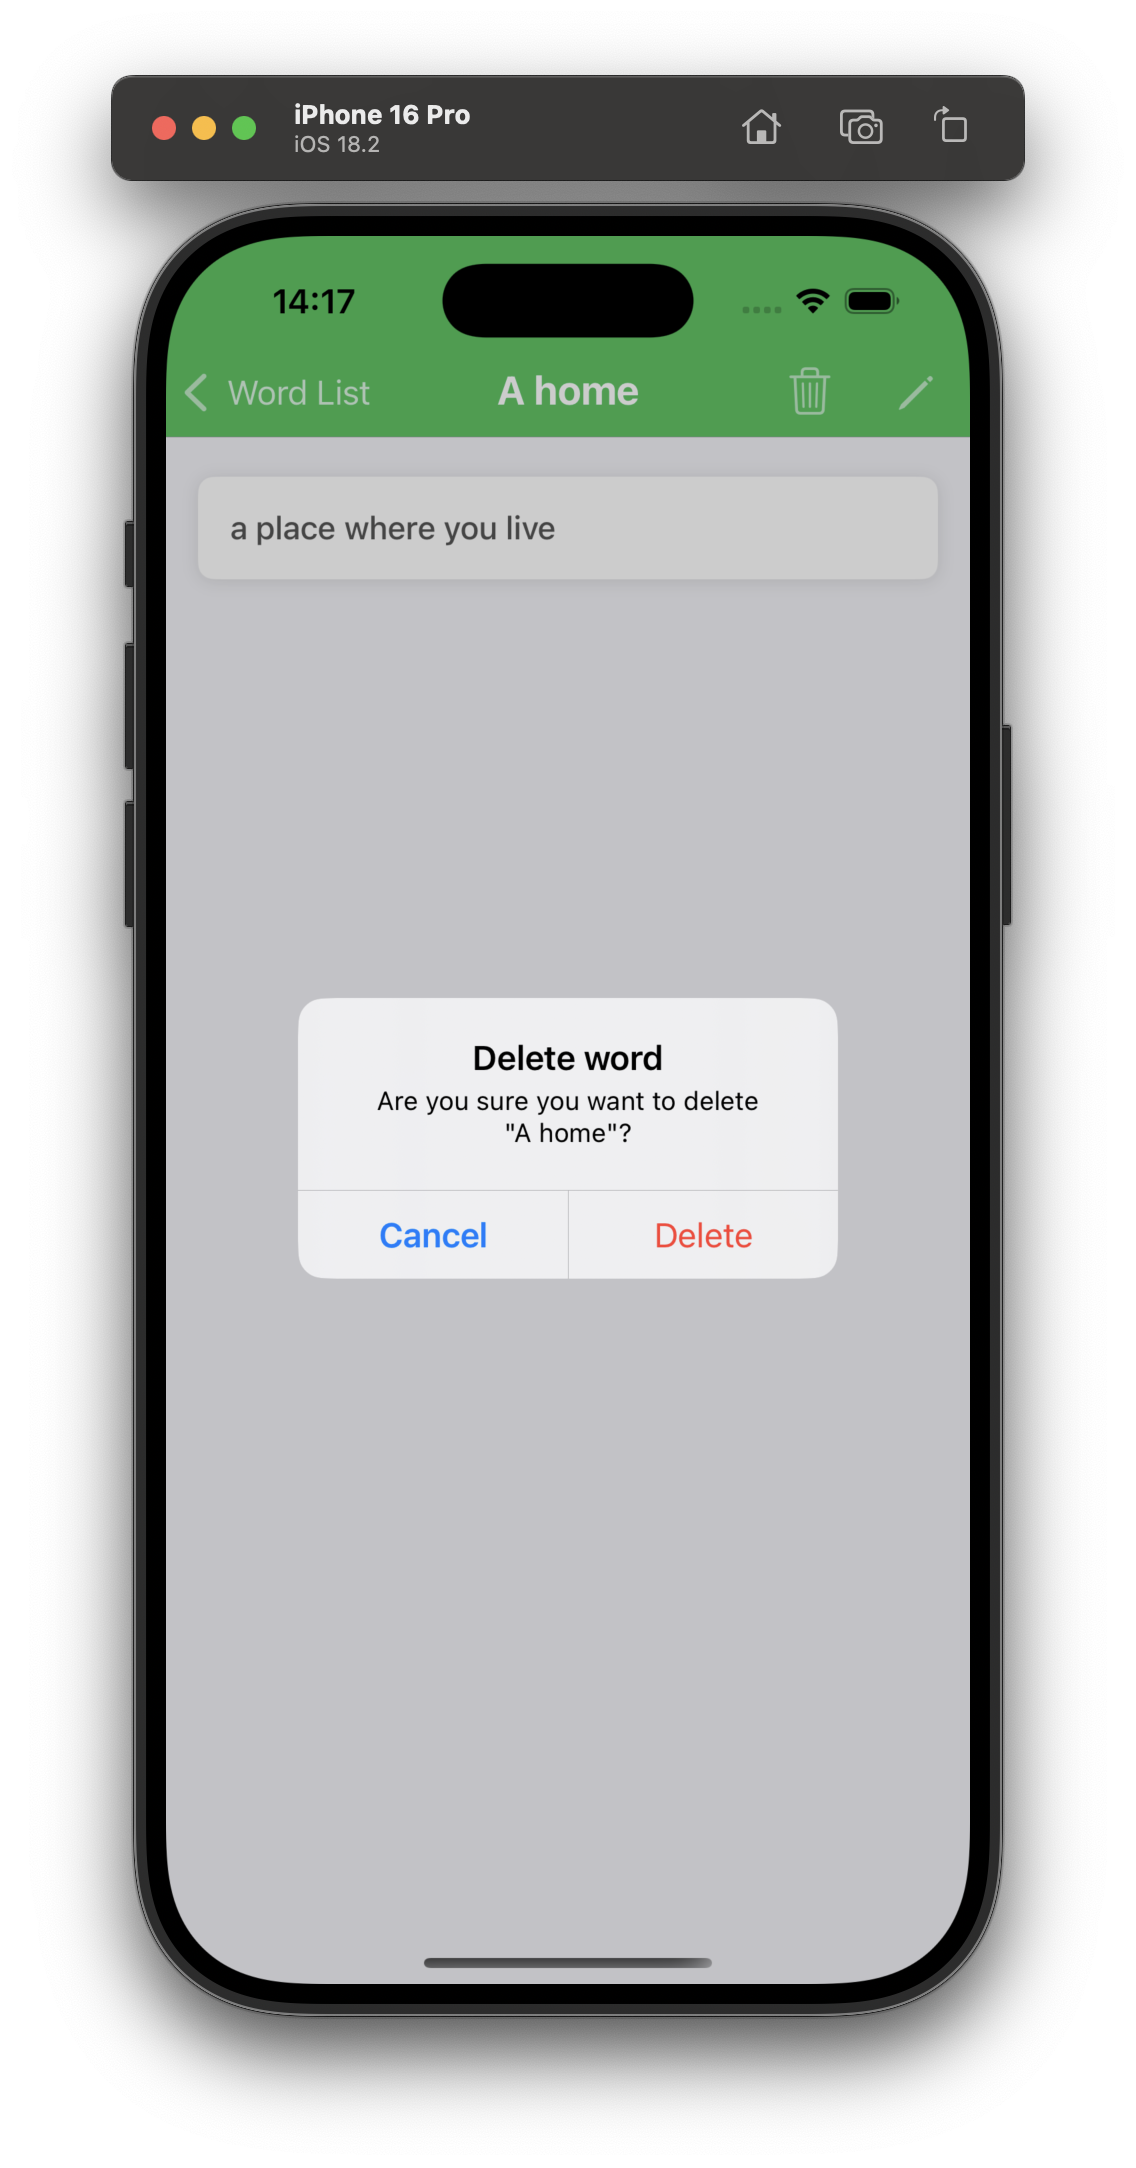 iPhone 16 Pro
iOS 18.2
14:17
Word List
A home
a place where you live
Delete word
Are you sure you want to delete
"A home"?
Cancel
Delete